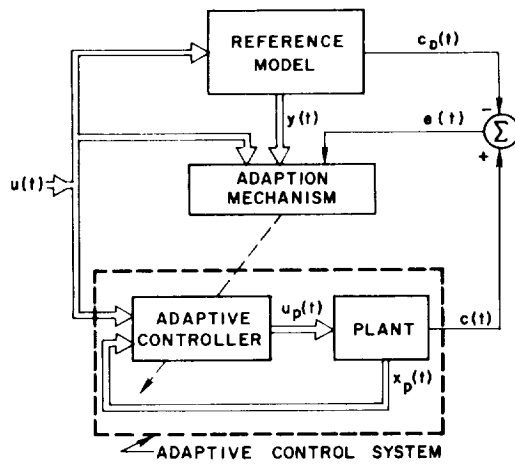 REFERENCE
MODEL
c_D(t)
y(t)
e(t)
−
Σ
+
u(t)
ADAPTION
MECHANISM
ADAPTIVE
CONTROLLER
u_p(t)
PLANT
c(t)
x_p(t)
ADAPTIVE CONTROL SYSTEM